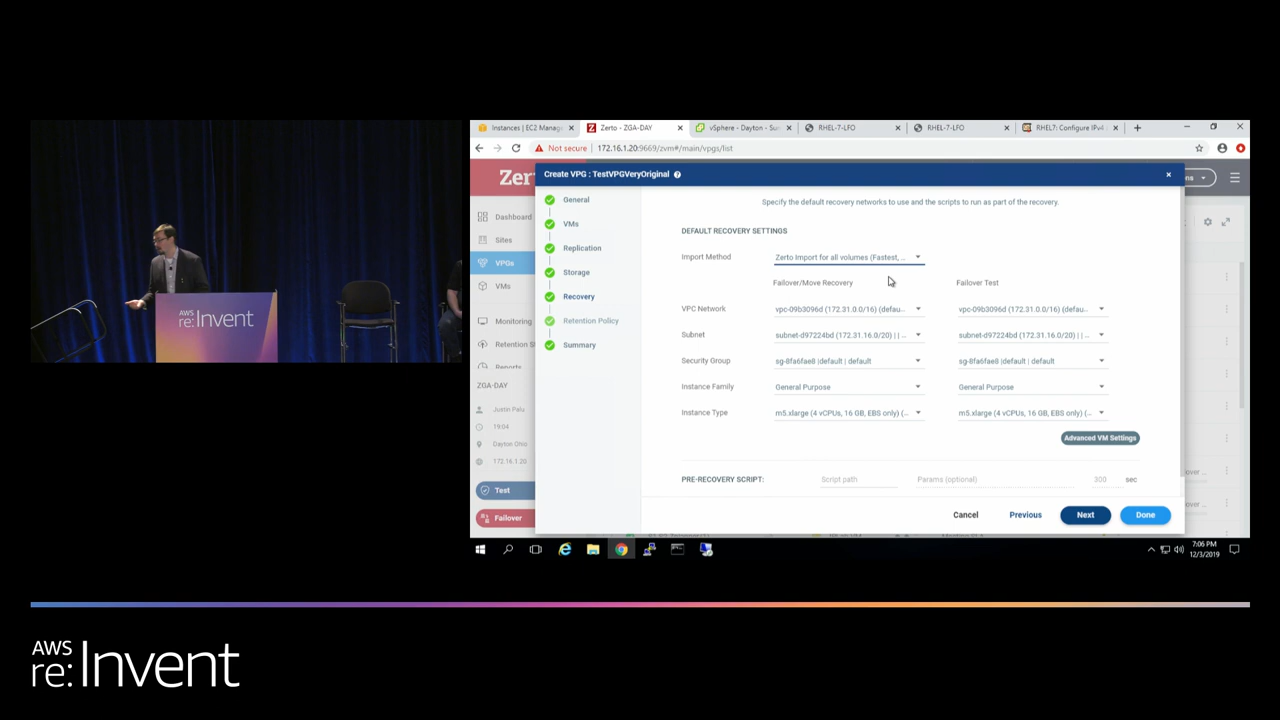 AWS
re:Invent
Instances | EC2 Manag
Zerto - ZGA-DAY
vSphere - Dayton - Su
RHEL-7-LFO
RHEL-7-LFO
RHEL7: Configure IPv4
Not secure | 172.16.1.20:9669/zvm#/main/vpgs/list
Zer
Create VPG : TestVPGVeryOriginal
Dashboard
Sites
VPGs
VMs
Monitoring
Retention S
Reports
ZGA-DAY
Justin Palu
19:04
Dayton Ohio
172.16.1.20
Test
Failover
General
VMs
Replication
Storage
Recovery
Retention Policy
Summary
Specify the default recovery networks to use and the scripts to run as part of the recovery.
DEFAULT RECOVERY SETTINGS
Import Method Zerto Import for all volumes (Fastest, ...
Failover/Move Recovery Failover Test
VPC Network vpc-09b3096d (172.31.0.0/16) (defau... vpc-09b3096d (172.31.0.0/16) (defau...
Subnet subnet-d97224bd (172.31.16.0/20) | | ... subnet-d97224bd (172.31.16.0/20) | | ...
Security Group sg-8fa6fae8 |default | default sg-8fa6fae8 |default | default
Instance Family General Purpose General Purpose
Instance Type m5.xlarge (4 vCPUs, 16 GB, EBS only) (... m5.xlarge (4 vCPUs, 16 GB, EBS only) (...
Advanced VM Settings
PRE-RECOVERY SCRIPT: Script path Params (optional) 300 sec
Cancel Previous Next Done
7:06 PM
12/3/2019
AWS
re:Invent